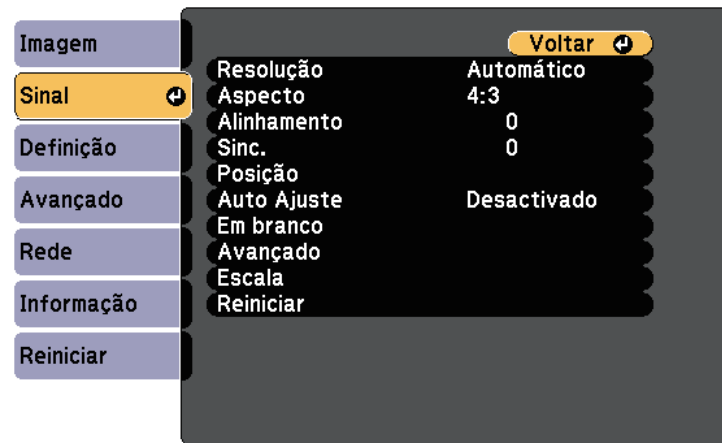 Imagem
Sinal
Definição
Avançado
Rede
Informação
Reiniciar
Voltar
Resolução Automático
Aspecto 4:3
Alinhamento 0
Sinc. 0
Posição
Auto Ajuste Desactivado
Em branco
Avançado
Escala
Reiniciar